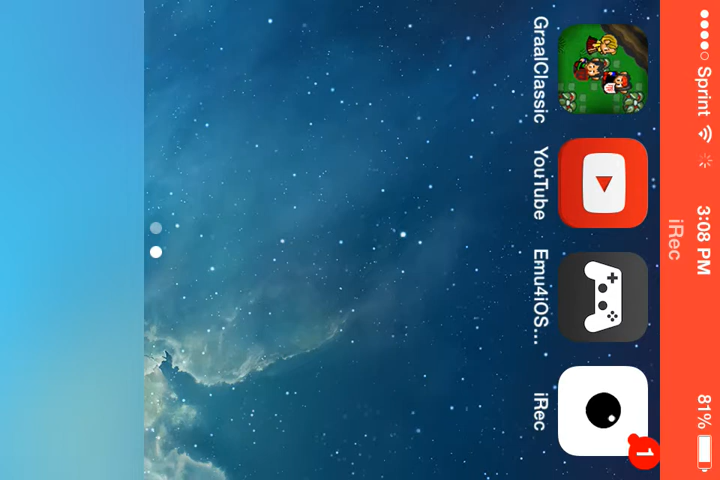 Sprint 3:08 PM 81%
iRec
1
GraalClassic YouTube Emu4iOS... iRec